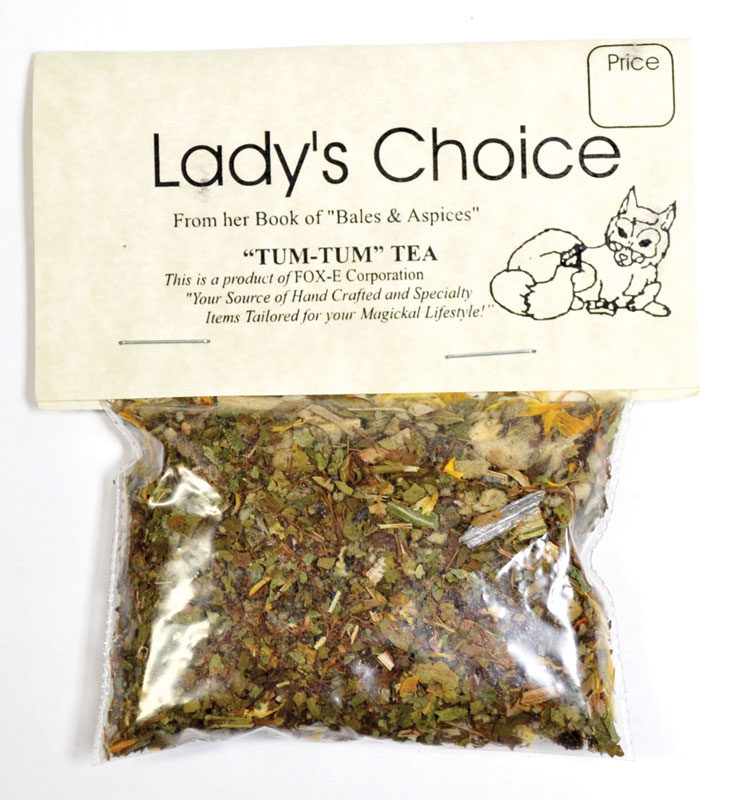 Price
Lady's Choice
From her Book of "Bales & Aspices"
“TUM-TUM” TEA
This is a product of FOX-E Corporation
"Your Source of Hand Crafted and Specialty
Items Tailored for your Magickal Lifestyle!"